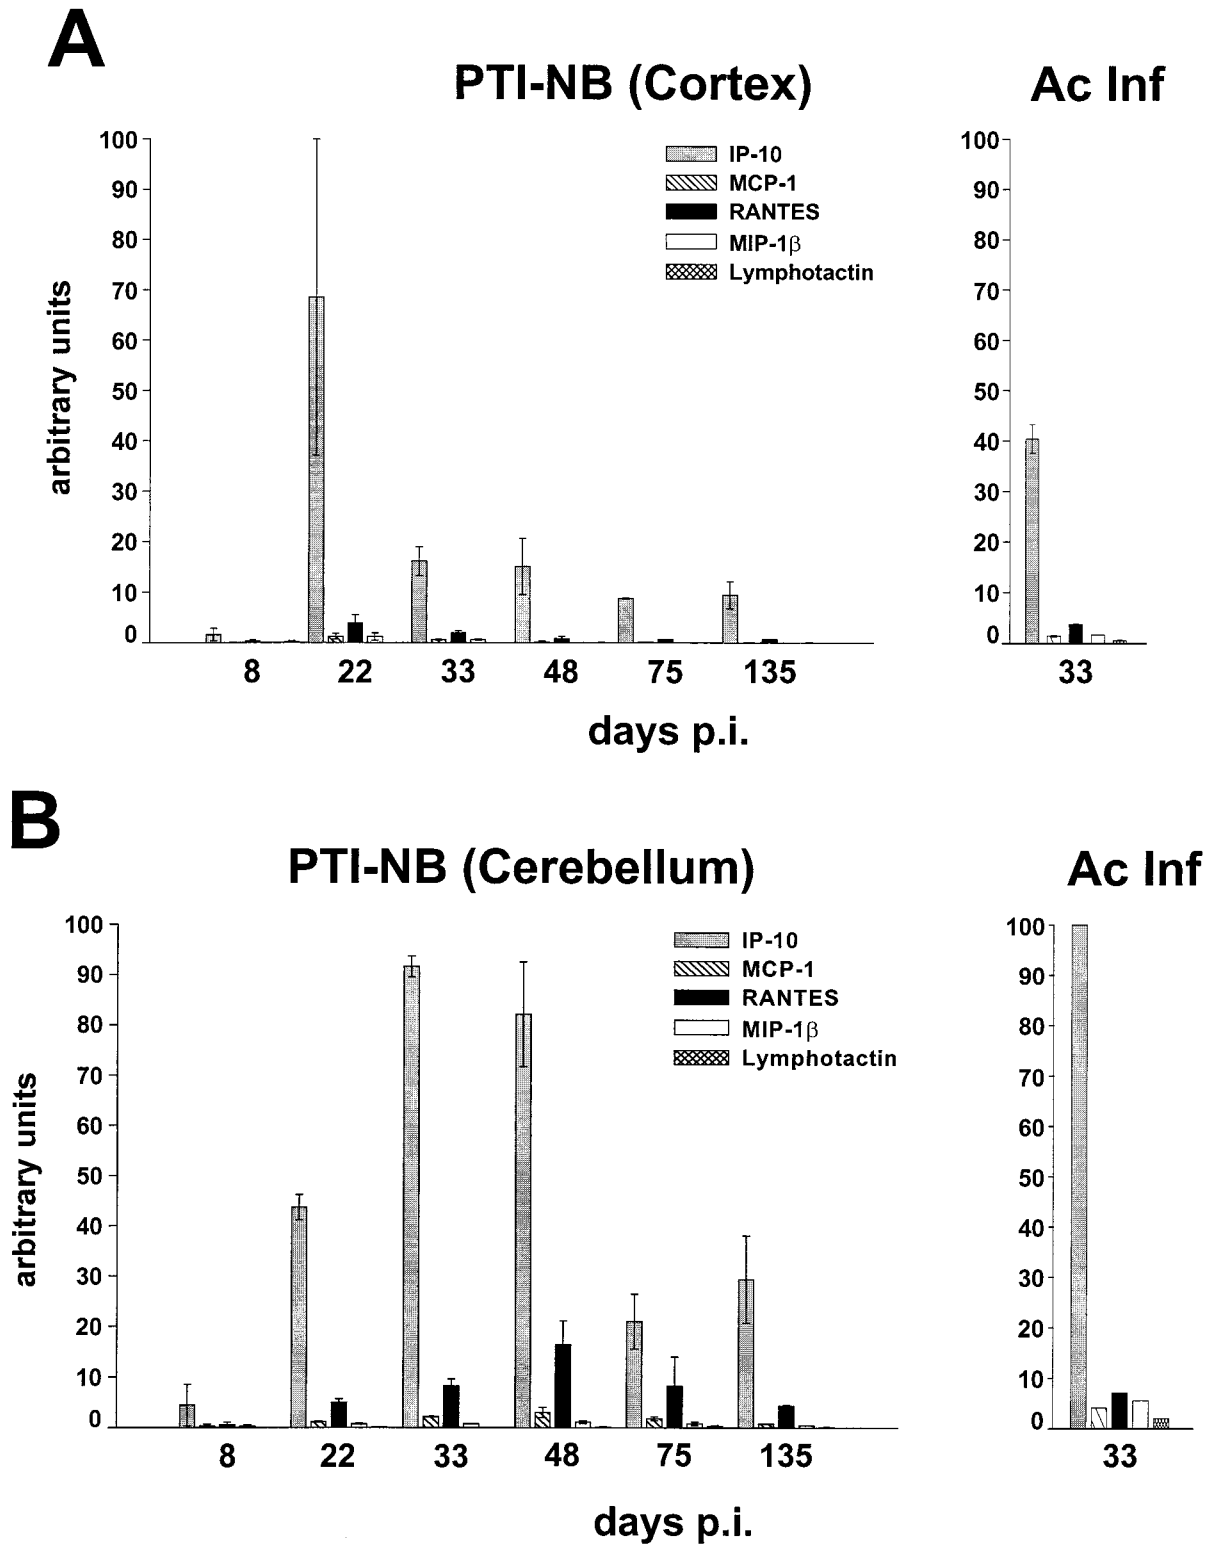 A
PTI-NB (Cortex)
Ac Inf
100
90
80
70
60
50
40
30
20
10
0
arbitrary units
IP-10
MCP-1
RANTES
MIP-1β
Lymphotactin
8 22 33 48 75 135
days p.i.
100
90
80
70
60
50
40
30
20
10
0
33
B
PTI-NB (Cerebellum)
Ac Inf
100
90
80
70
60
50
40
30
20
10
0
arbitrary units
IP-10
MCP-1
RANTES
MIP-1β
Lymphotactin
8 22 33 48 75 135
days p.i.
100
90
80
70
60
50
40
30
20
10
0
33